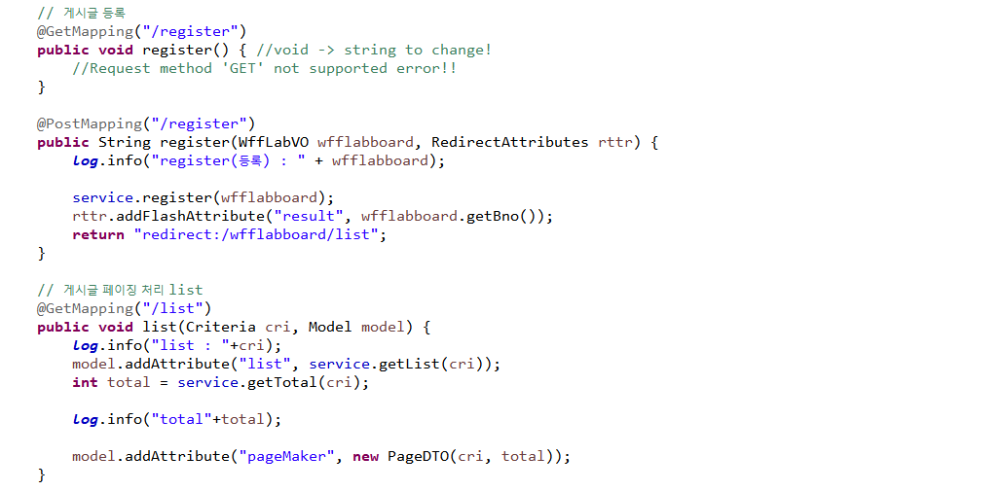 // 게시글 등록
@GetMapping("/register")
public void register() { //void -> string to change!
//Request method 'GET' not supported error!!
}
@PostMapping("/register")
public String register(WffLabVO wfflabboard, RedirectAttributes rttr) {
log.info("register(등록) : " + wfflabboard);
service.register(wfflabboard);
rttr.addFlashAttribute("result", wfflabboard.getBno());
return "redirect:/wfflabboard/list";
}
// 게시글 페이징 처리 list
@GetMapping("/list")
public void list(Criteria cri, Model model) {
log.info("list : "+cri);
model.addAttribute("list", service.getList(cri));
int total = service.getTotal(cri);
log.info("total"+total);
model.addAttribute("pageMaker", new PageDTO(cri, total));
}